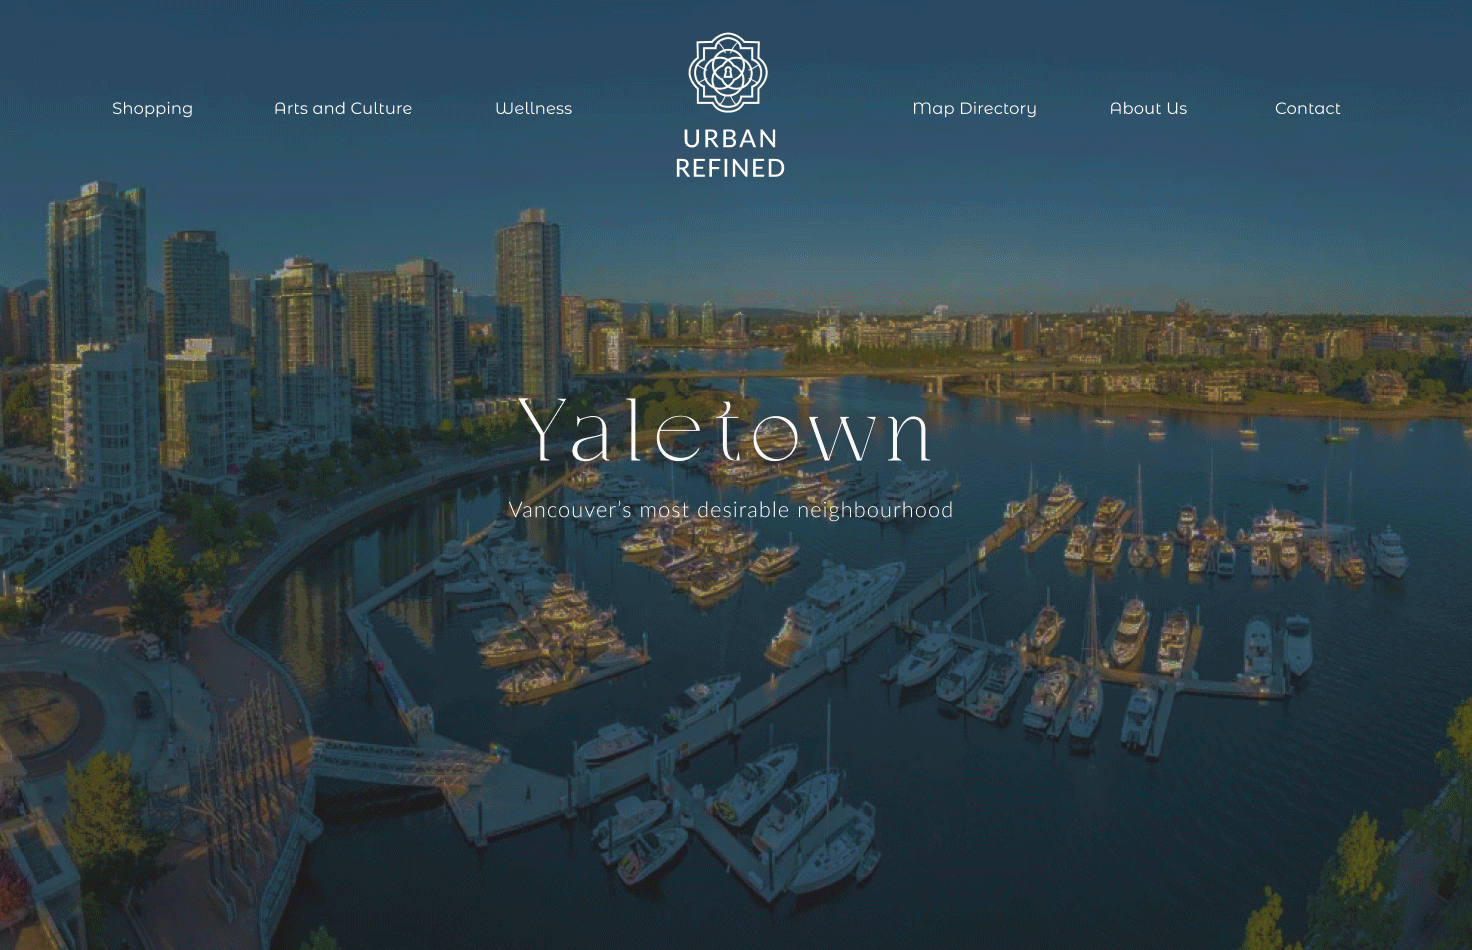 Shopping
Arts and Culture
Wellness
URBAN
REFINED
Map Directory
About Us
Contact
Yaletown
Vancouver's most desirable neighbourhood